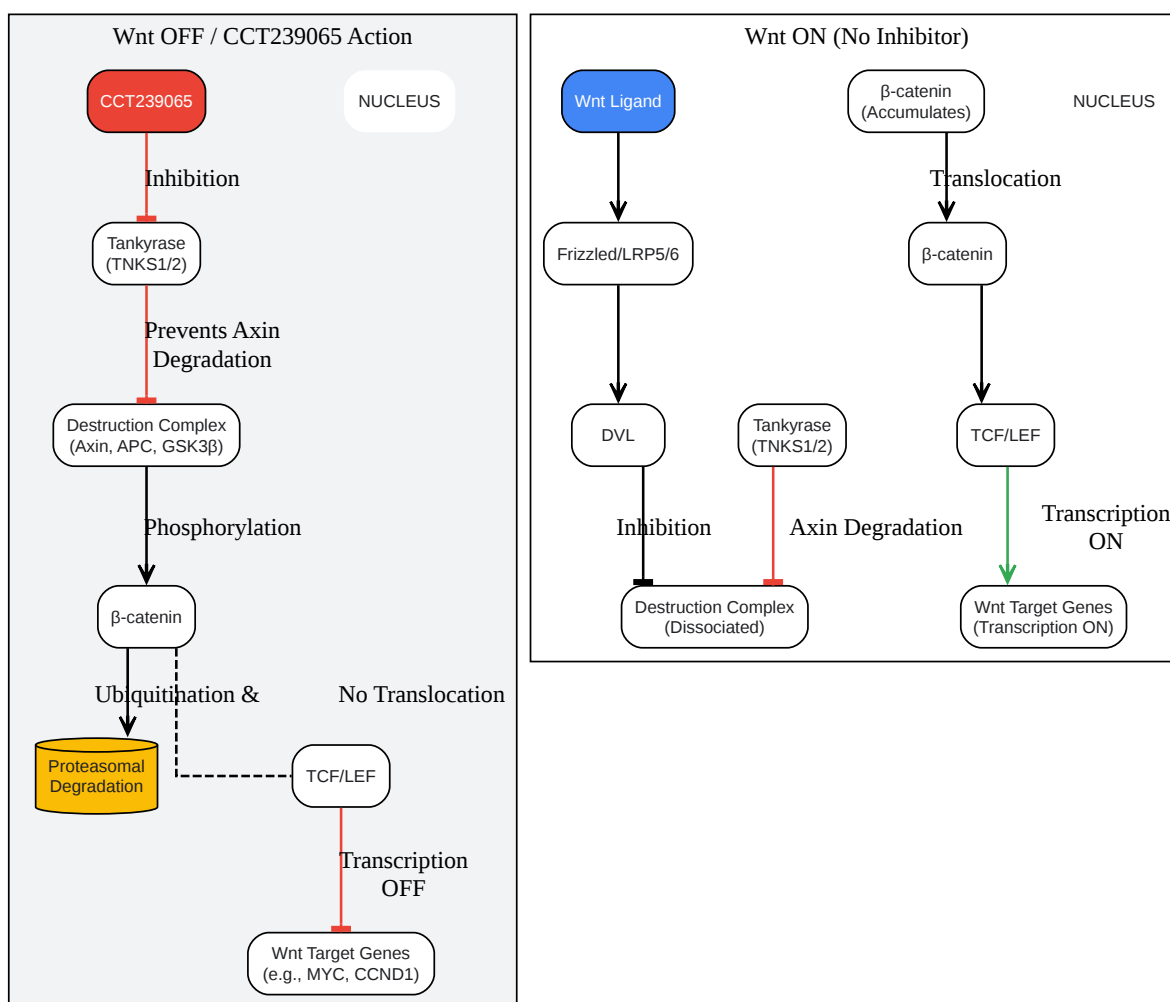 Wnt OFF / CCT239065 Action
CCT239065
NUCLEUS
Inhibition
Tankyrase
(TNKS1/2)
Prevents Axin
Degradation
Destruction Complex
(Axin, APC, GSK3β)
Phosphorylation
β-catenin
Ubiquitination &
No Translocation
Proteasomal
Degradation
TCF/LEF
Transcription
OFF
Wnt Target Genes
(e.g., MYC, CCND1)
Wnt ON (No Inhibitor)
Wnt Ligand
β-catenin
(Accumulates)
NUCLEUS
Translocation
Frizzled/LRP5/6
β-catenin
DVL
Tankyrase
(TNKS1/2)
TCF/LEF
Inhibition
Axin Degradation
Transcription
ON
Destruction Complex
(Dissociated)
Wnt Target Genes
(Transcription ON)